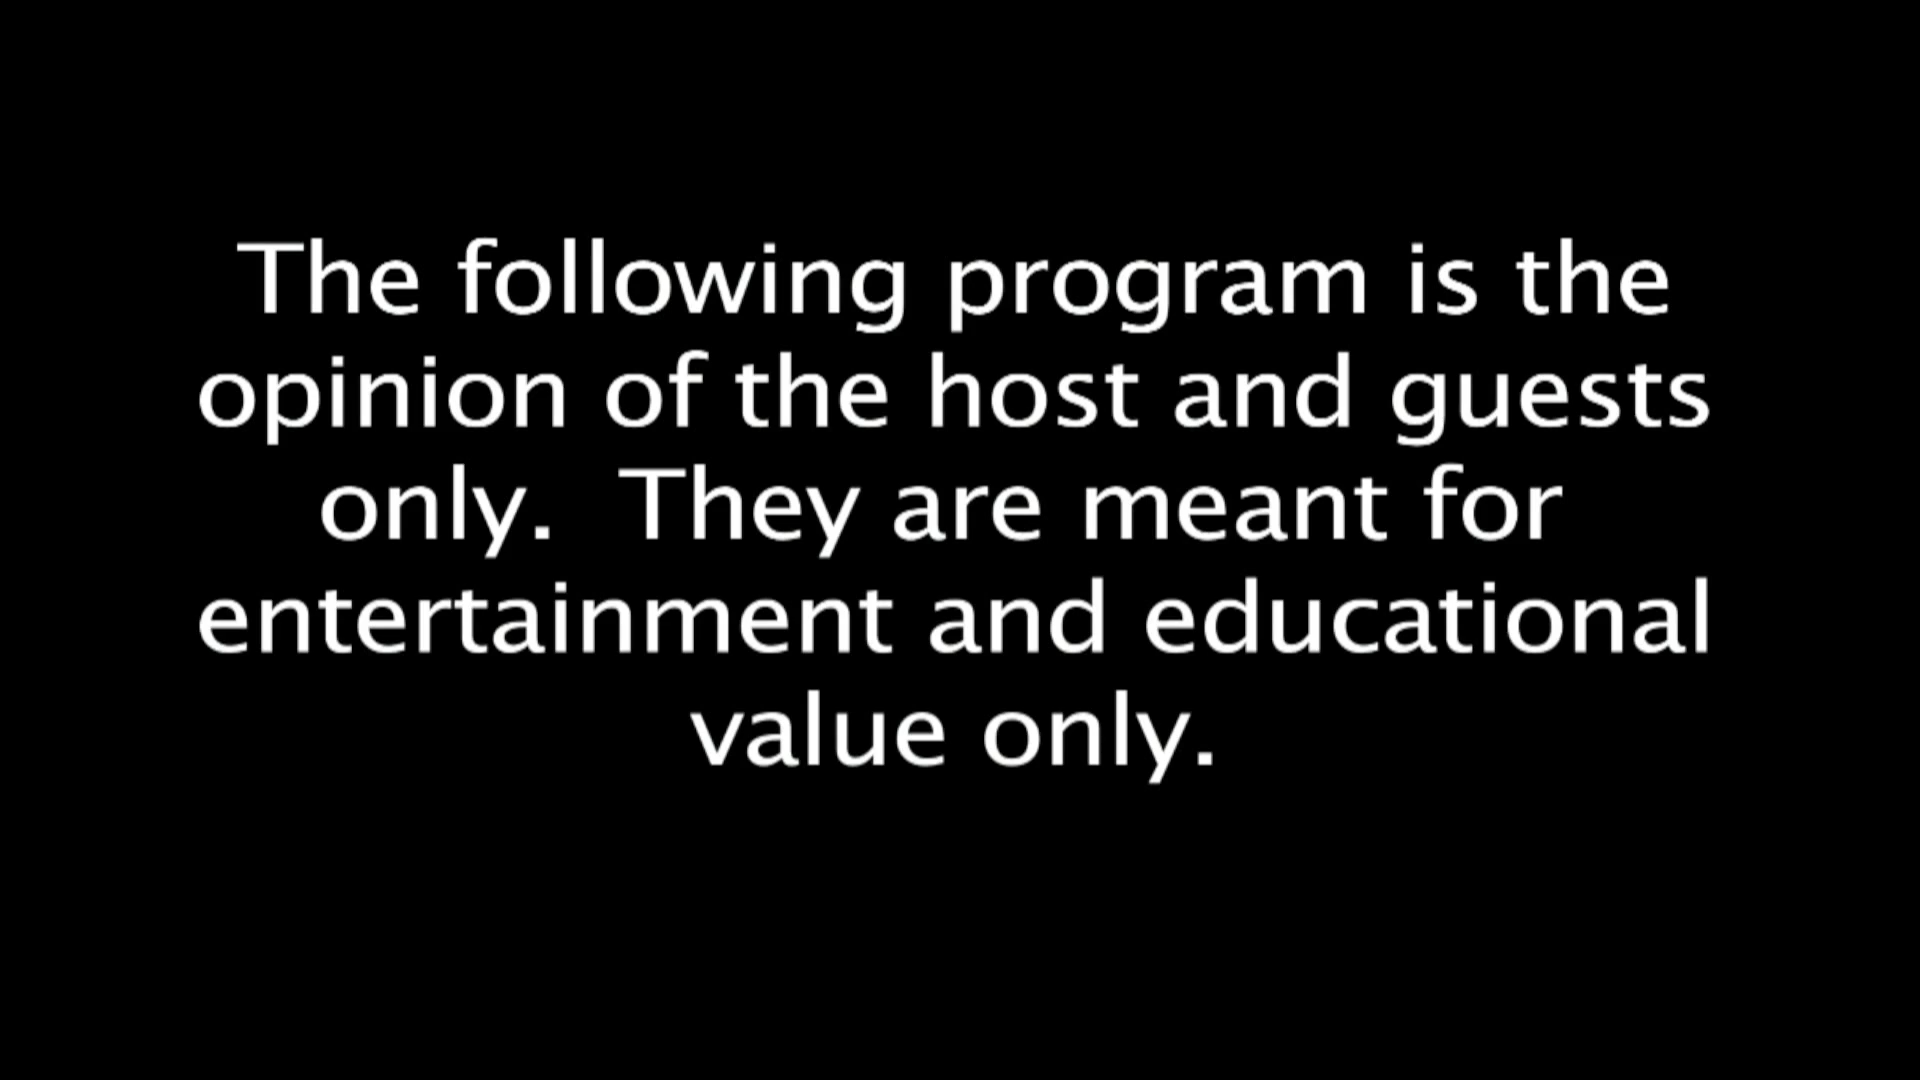 The following program is the
opinion of the host and guests
only.  They are meant for
entertainment and educational
value only.